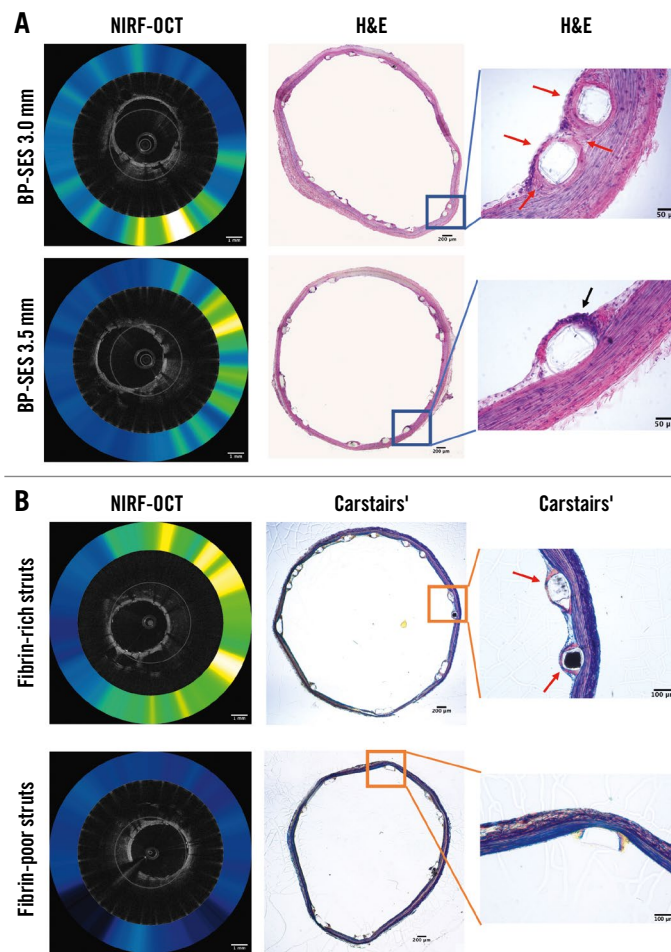 A
NIRF-OCT
H&E
H&E
BP-SES 3.0 mm
1 mm
200 µm
50 µm
BP-SES 3.5 mm
1 mm
200 µm
50 µm
B
NIRF-OCT
Carstairs'
Carstairs'
Fibrin-rich struts
1 mm
200 µm
100 µm
Fibrin-poor struts
1 mm
200 µm
100 µm